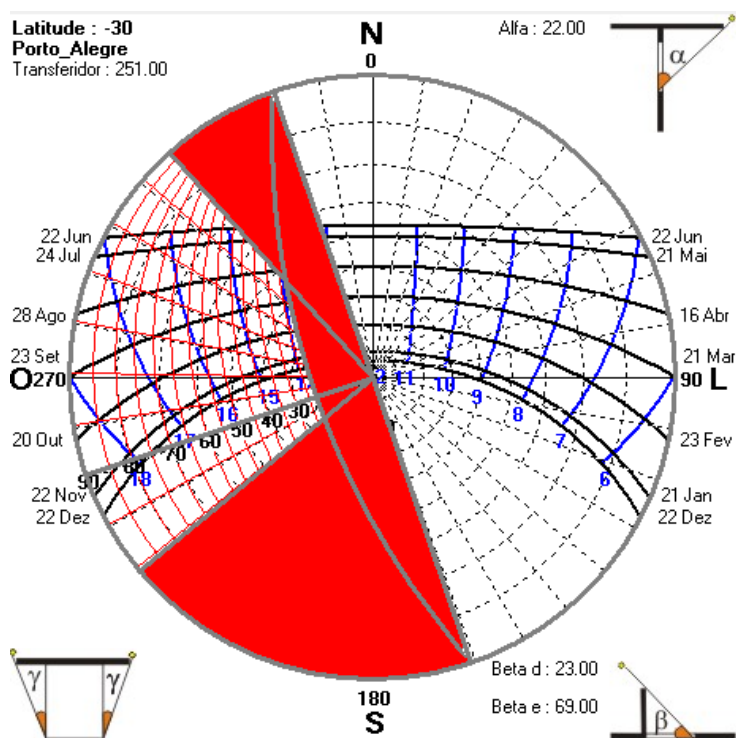 Latitude : -30
Porto_Alegre
Transferidor : 251.00
Alfa : 22.00
α
N
0
22 Jun
24 Jul
28 Ago
23 Set
O 270
20 Out
22 Nov
22 Dez
22 Jun
21 Mai
16 Abr
21 Mar
90 L
23 Fev
21 Jan
22 Dez
11 10 9 8 7 6
15 16 18
30 40 50 60 70 80 90
180
S
γ γ
Beta d : 23.00
Beta e : 69.00
β